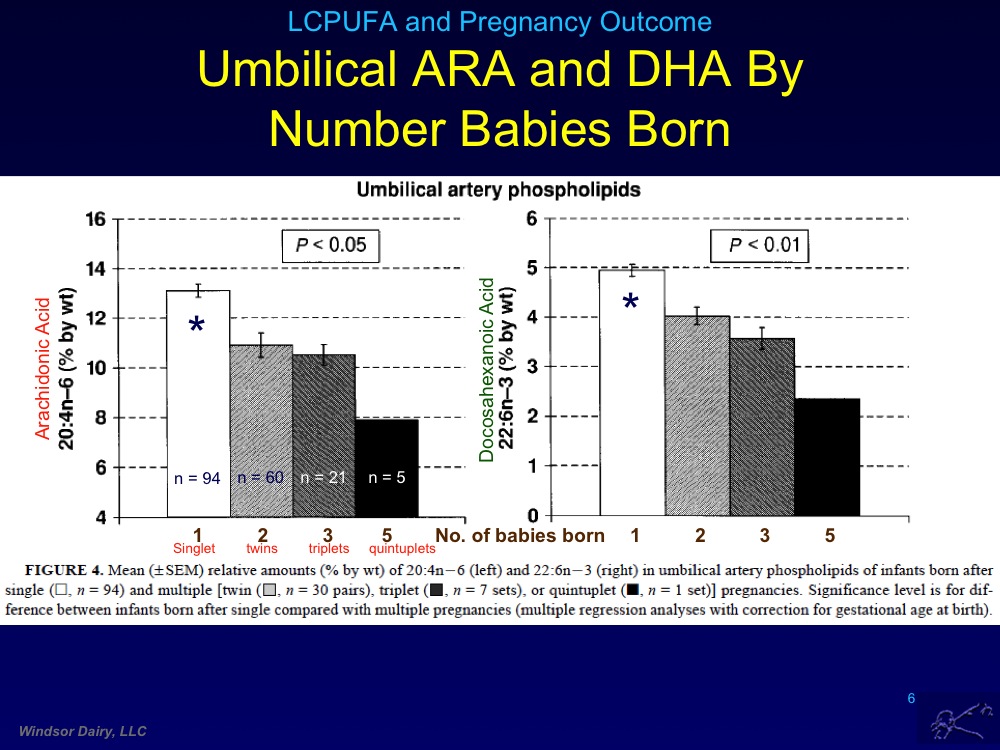 LCPUFA and Pregnancy Outcome
Umbilical ARA and DHA By
Number Babies Born
Umbilical artery phospholipids
Arachidonic Acid
20:4n–6 (% by wt)
16
14
12
10
8
6
4
P < 0.05
*
n = 94
n = 60
n = 21
n = 5
1
2
3
5
Singlet
twins
triplets
quintuplets
No. of babies born
Docosahexanoic Acid
22:6n–3 (% by wt)
6
5
4
3
2
1
0
P < 0.01
*
1
2
3
5
FIGURE 4. Mean (±SEM) relative amounts (% by wt) of 20:4n−6 (left) and 22:6n−3 (right) in umbilical artery phospholipids of infants born after
single (□, n = 94) and multiple [twin (▨, n = 30 pairs), triplet (■, n = 7 sets), or quintuplet (■, n = 1 set)] pregnancies. Significance level is for dif-
ference between infants born after single compared with multiple pregnancies (multiple regression analyses with correction for gestational age at birth).
6
Windsor Dairy, LLC